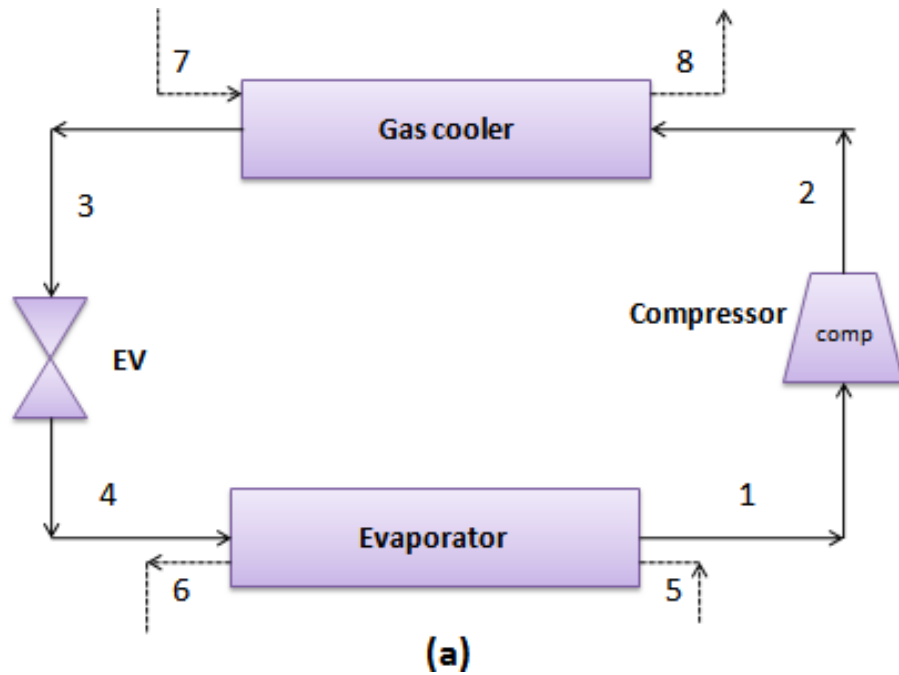 7
8
Gas cooler
3
2
Compressor
comp
EV
4
1
Evaporator
6
5
(a)